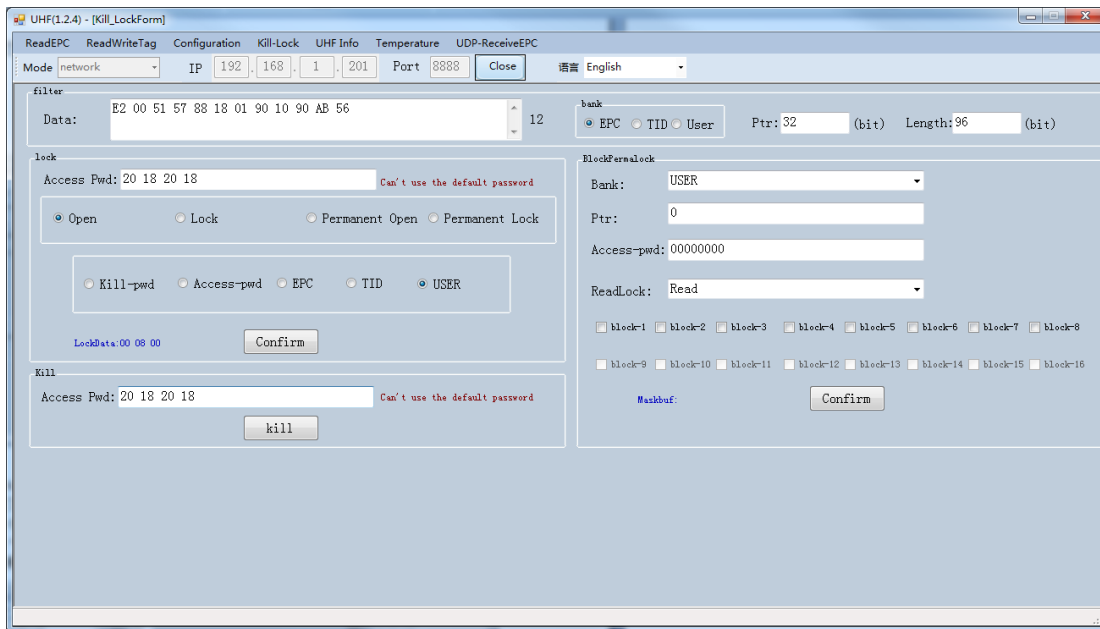 UHF(1.2.4) - [Kill_LockForm]
ReadEPC ReadWriteTag Configuration Kill-Lock UHF Info Temperature UDP-ReceiveEPC
Mode network IP 192 . 168 . 1 . 201 Port 8888 Close 语言 English
filter
Data: E2 00 51 57 88 18 01 90 10 90 AB 56 12
bank
EPC TID User Ptr: 32 (bit) Length: 96 (bit)
lock
Access Pwd: 20 18 20 18 Can't use the default password
Open Lock Permanent Open Permanent Lock
Kill-pwd Access-pwd EPC TID USER
LockData:00 08 00 Confirm
Kill
Access Pwd: 20 18 20 18 Can't use the default password
kill
BlockPermalock
Bank: USER
Ptr: 0
Access-pwd: 00000000
ReadLock: Read
block-1 block-2 block-3 block-4 block-5 block-6 block-7 block-8
block-9 block-10 block-11 block-12 block-13 block-14 block-15 block-16
Maskbuf: Confirm